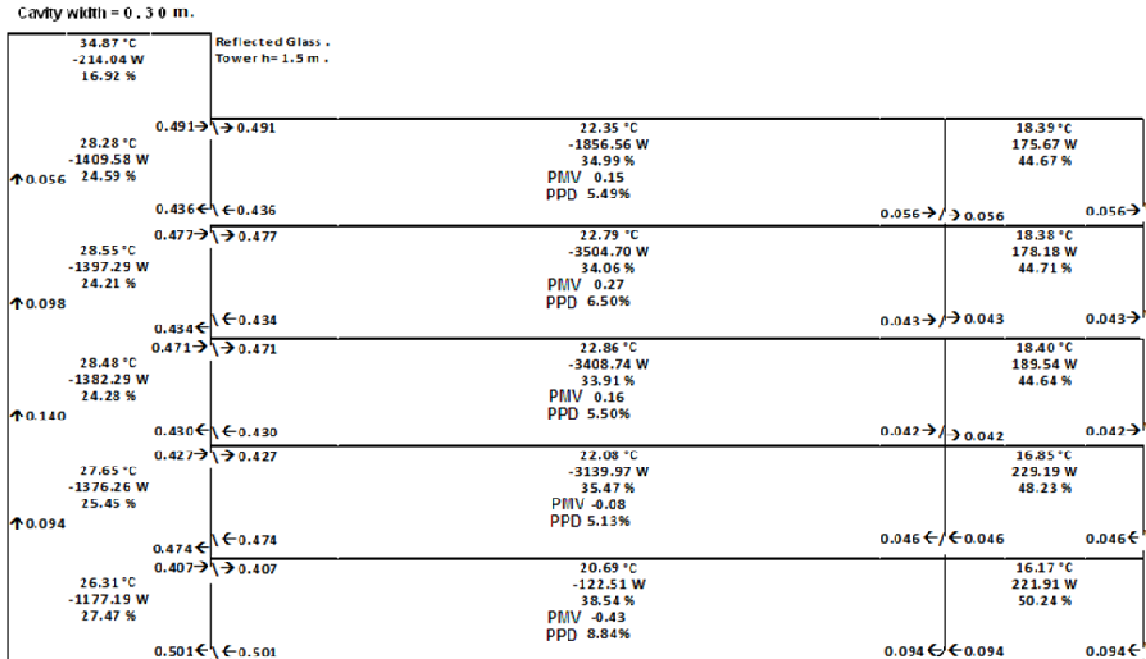 Cavity width = 0.30 m.
34.87 °C
-214.04 W
16.92 %
Reflected Glass.
Tower h= 1.5 m.
0.491→\→0.491
28.28 °C
-1409.58 W
↑0.056 24.59 %
0.436←\←0.436
22.35 °C
-1856.56 W
34.99 %
PMV 0.15
PPD 5.49%
0.056→/→0.056
18.39 °C
175.67 W
44.67 %
0.056→
0.477→\→0.477
28.55 °C
-1397.29 W
24.21 %
↑0.098
0.434←\←0.434
22.79 °C
-3504.70 W
34.06 %
PMV 0.27
PPD 6.50%
0.043→/→0.043
18.38 °C
178.18 W
44.71 %
0.043→
0.471→\→0.471
28.48 °C
-1382.29 W
24.28 %
↑0.140
0.430←\←0.430
22.86 °C
-3408.74 W
33.91 %
PMV 0.16
PPD 5.50%
0.042→/→0.042
18.40 °C
189.54 W
44.64 %
0.042→
0.427→\→0.427
27.65 °C
-1376.26 W
25.45 %
↑0.094
0.474←\←0.474
22.08 °C
-3139.97 W
35.47 %
PMV -0.08
PPD 5.13%
0.046←/←0.046
16.85 °C
229.19 W
48.23 %
0.046←
0.407→\→0.407
26.31 °C
-1177.19 W
27.47 %
0.501←\←0.501
20.69 °C
-122.51 W
38.54 %
PMV -0.43
PPD 8.84%
0.094←/←0.094
16.17 °C
221.91 W
50.24 %
0.094←